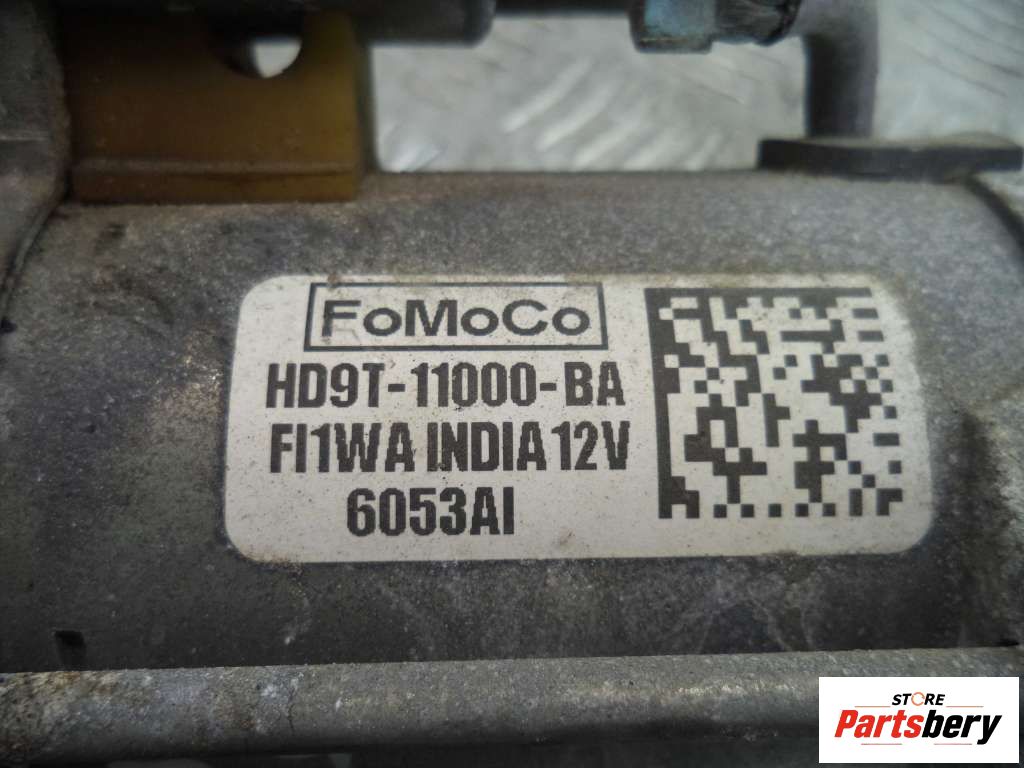 FoMoCo
HD9T-11000-BA
FI1WA INDIA 12V
6053AI
STORE
Partsbery